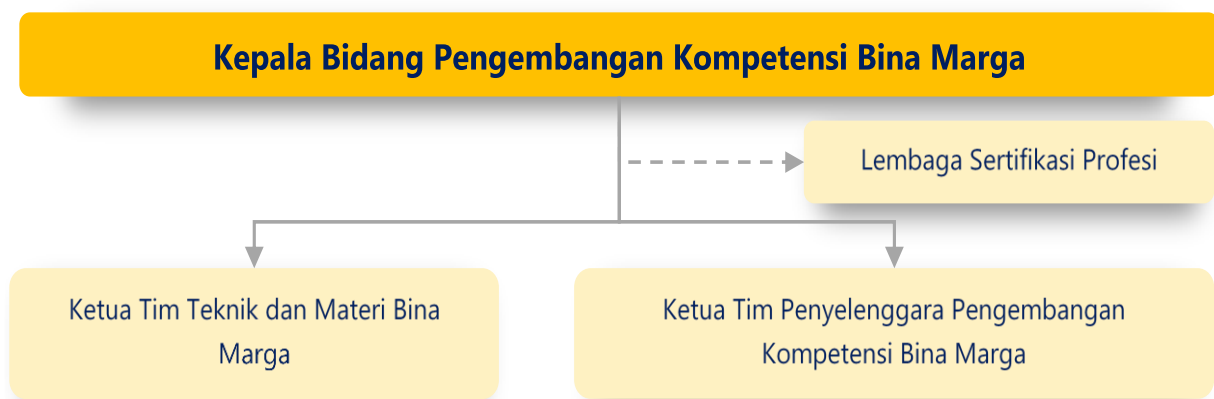 Kepala Bidang Pengembangan Kompetensi Bina Marga
Lembaga Sertifikasi Profesi
Ketua Tim Teknik dan Materi Bina
Marga
Ketua Tim Penyelenggara Pengembangan
Kompetensi Bina Marga